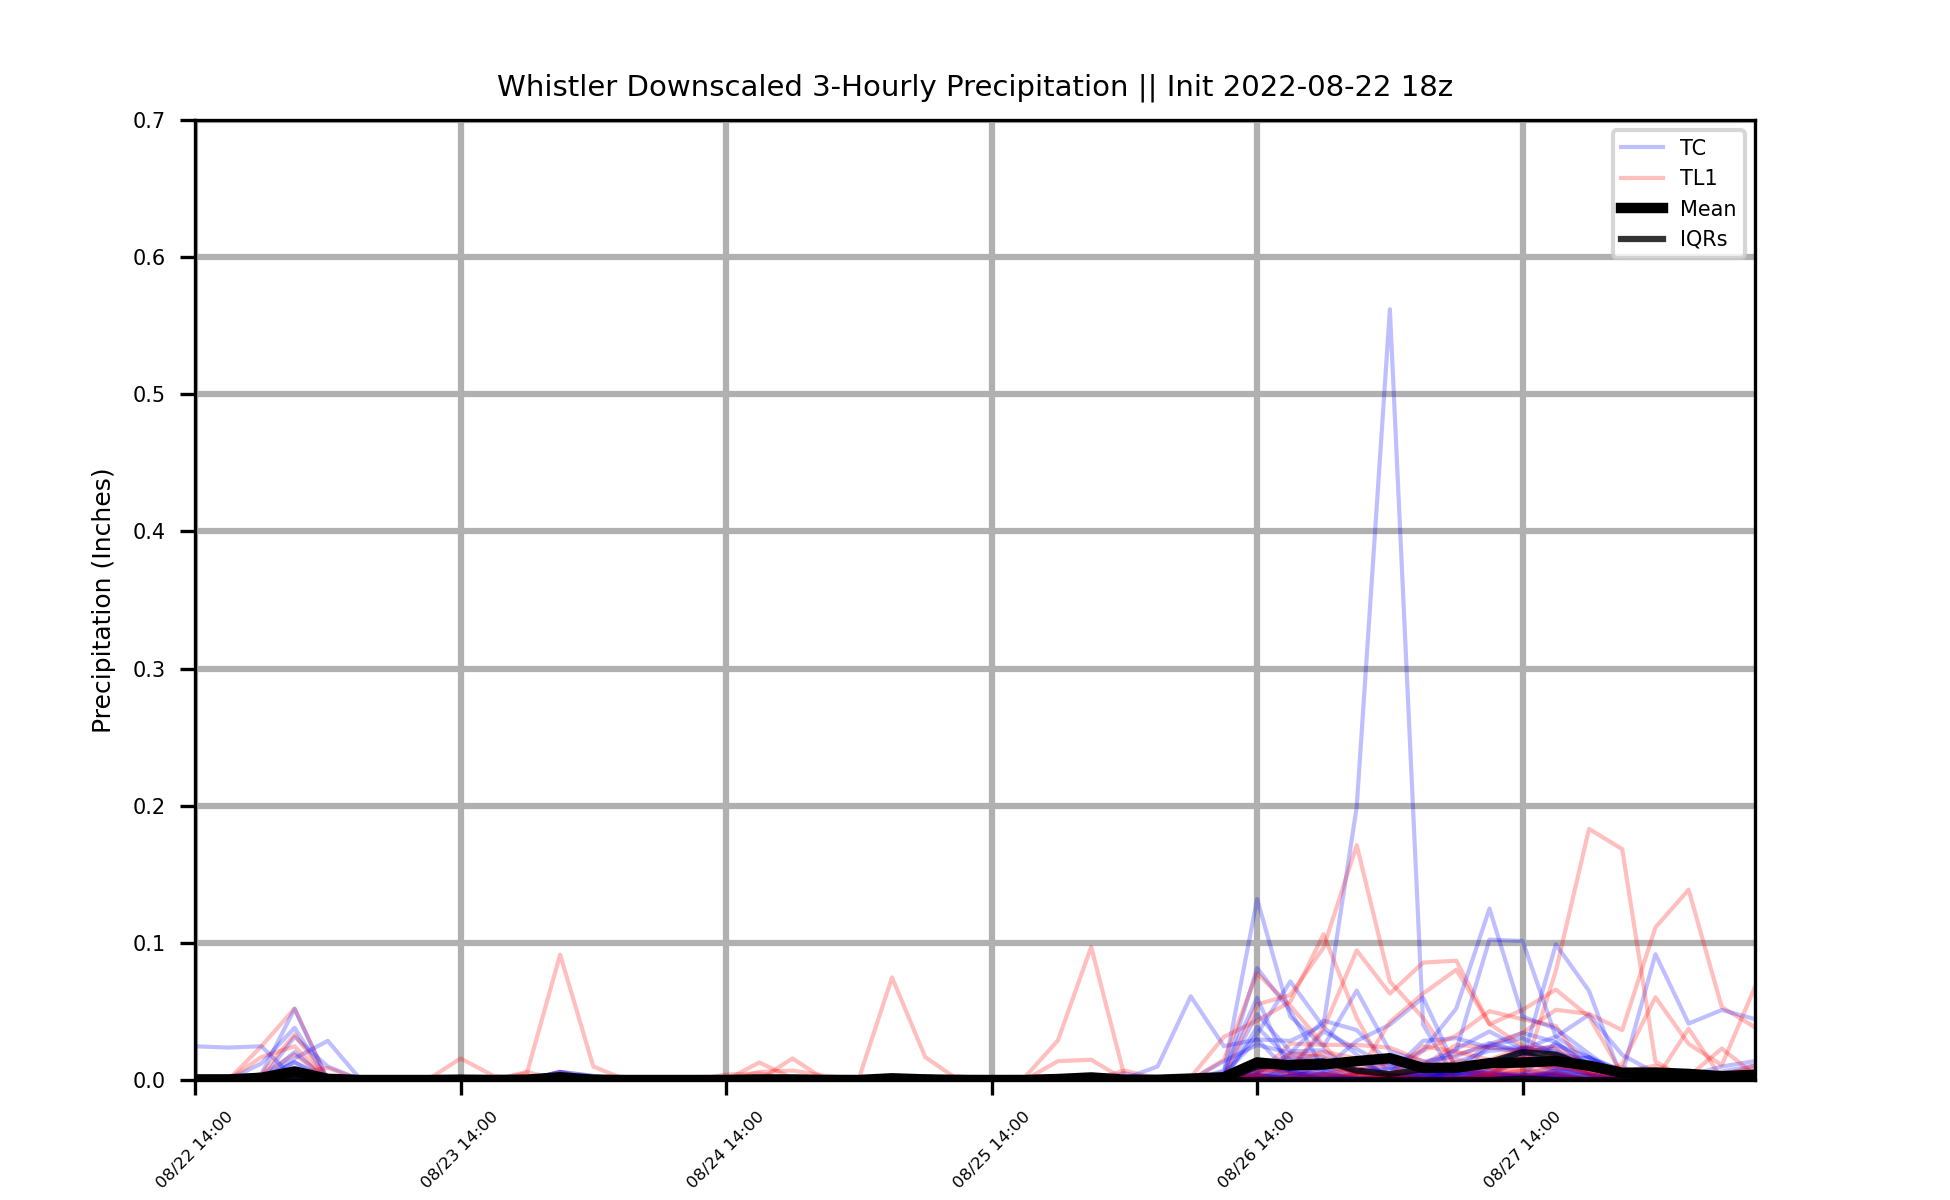 Whistler Downscaled 3-Hourly Precipitation || Init 2022-08-22 18z
TC
TL1
Mean
IQRs
Precipitation (Inches)
0.7
0.6
0.5
0.4
0.3
0.2
0.1
0.0
08/22 14:00
08/23 14:00
08/24 14:00
08/25 14:00
08/26 14:00
08/27 14:00